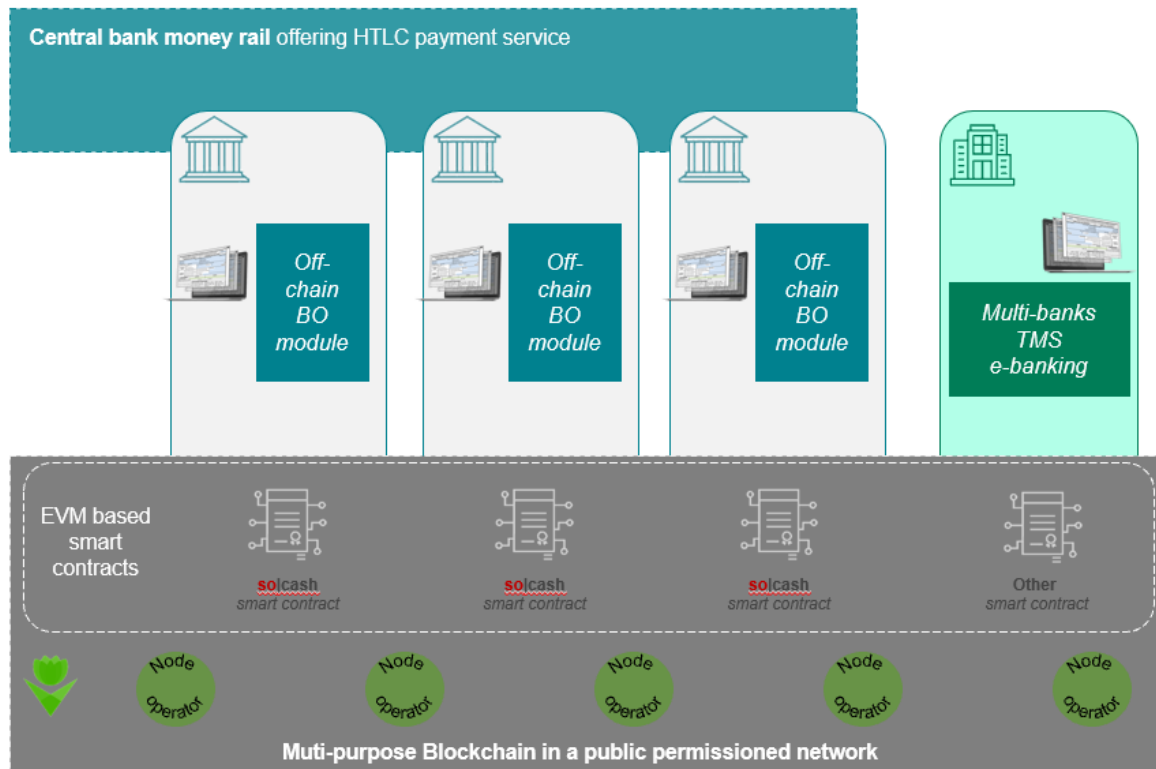 Central bank money rail offering HTLC payment service
Off-
chain
BO
module
Off-
chain
BO
module
Off-
chain
BO
module
Multi-banks
TMS
e-banking
EVM based
smart
contracts
so|cash
smart contract
so|cash
smart contract
so|cash
smart contract
Other
smart contract
Node
operator
Node
operator
Node
operator
Node
operator
Node
operator
Muti-purpose Blockchain in a public permissioned network